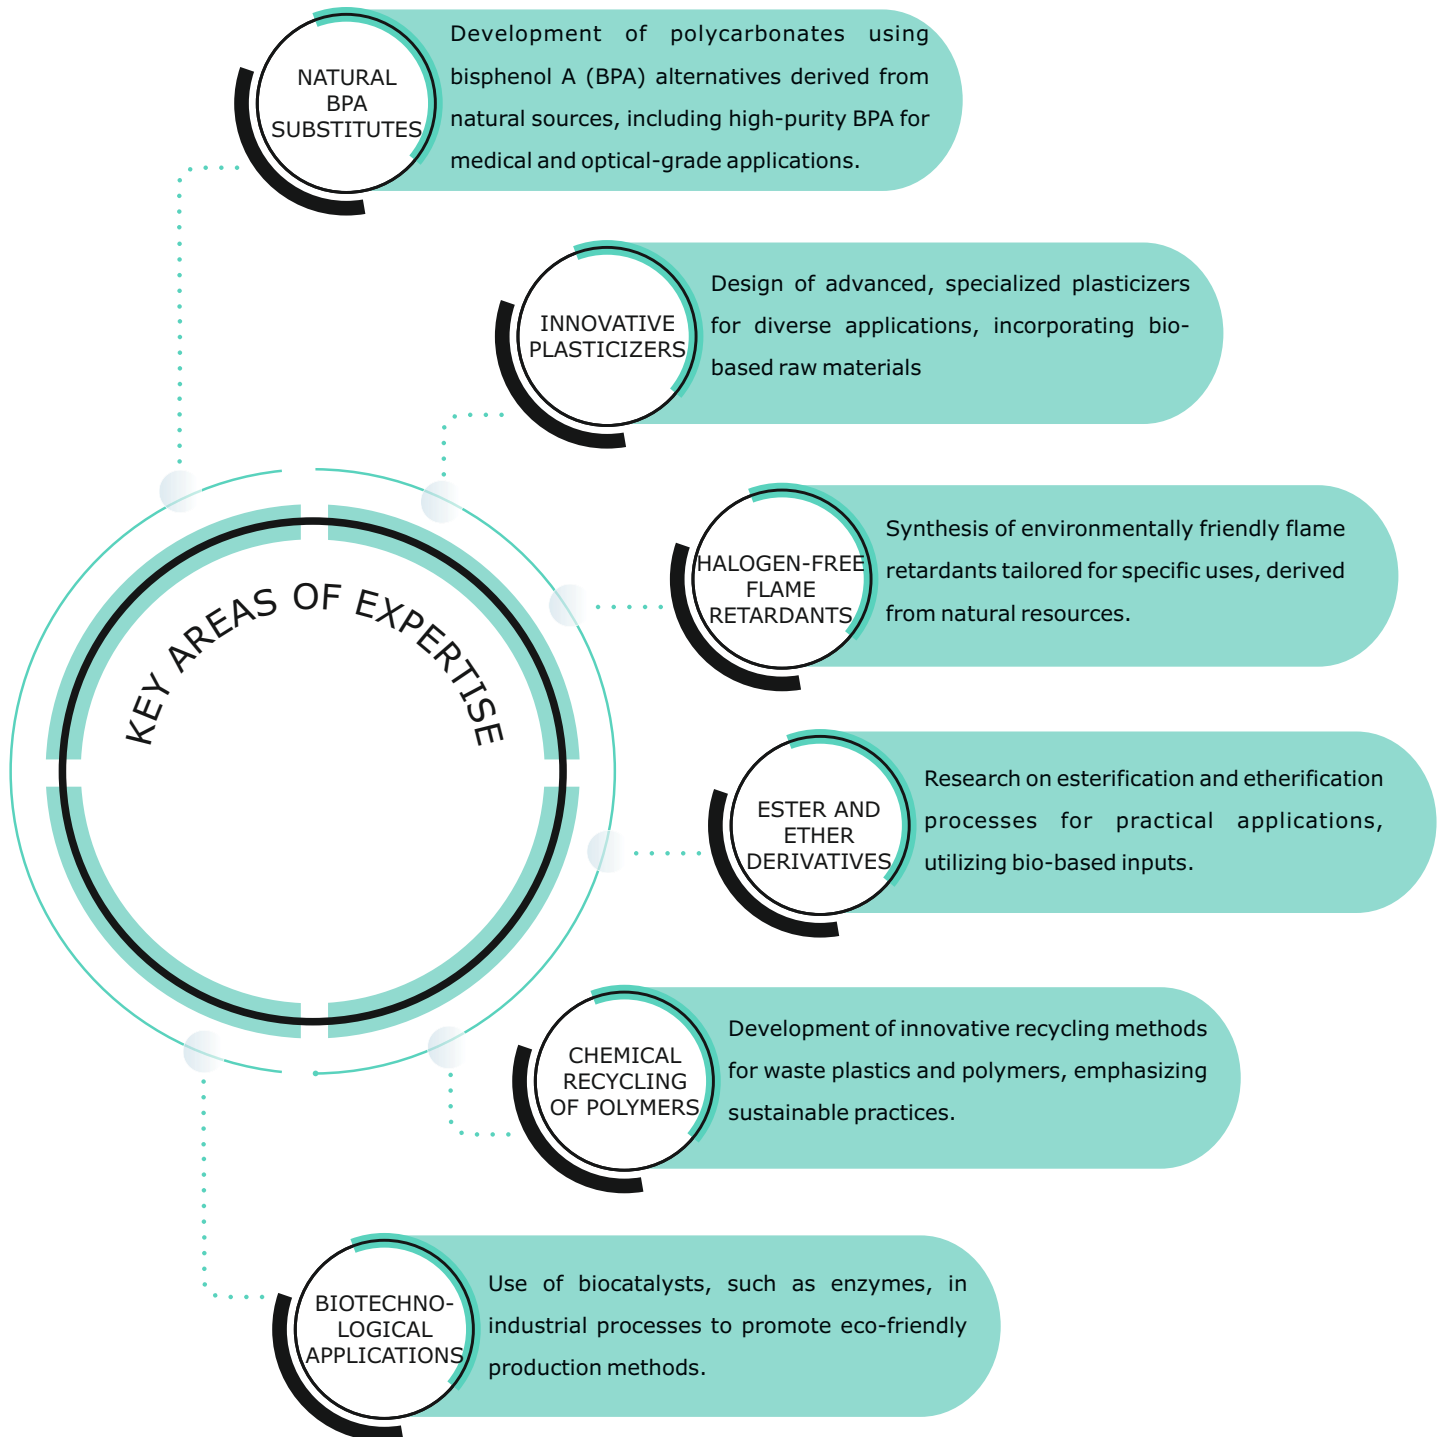 NATURAL
BPA
SUBSTITUTES
Development of polycarbonates using
bisphenol A (BPA) alternatives derived from
natural sources, including high-purity BPA for
medical and optical-grade applications.
INNOVATIVE
PLASTICIZERS
Design of advanced, specialized plasticizers
for diverse applications, incorporating bio-
based raw materials
KEY AREAS OF EXPERTISE
HALOGEN-FREE
FLAME
RETARDANTS
Synthesis of environmentally friendly flame
retardants tailored for specific uses, derived
from natural resources.
ESTER AND
ETHER
DERIVATIVES
Research on esterification and etherification
processes for practical applications,
utilizing bio-based inputs.
CHEMICAL
RECYCLING
OF POLYMERS
Development of innovative recycling methods
for waste plastics and polymers, emphasizing
sustainable practices.
BIOTECHNO-
LOGICAL
APPLICATIONS
Use of biocatalysts, such as enzymes, in
industrial processes to promote eco-friendly
production methods.